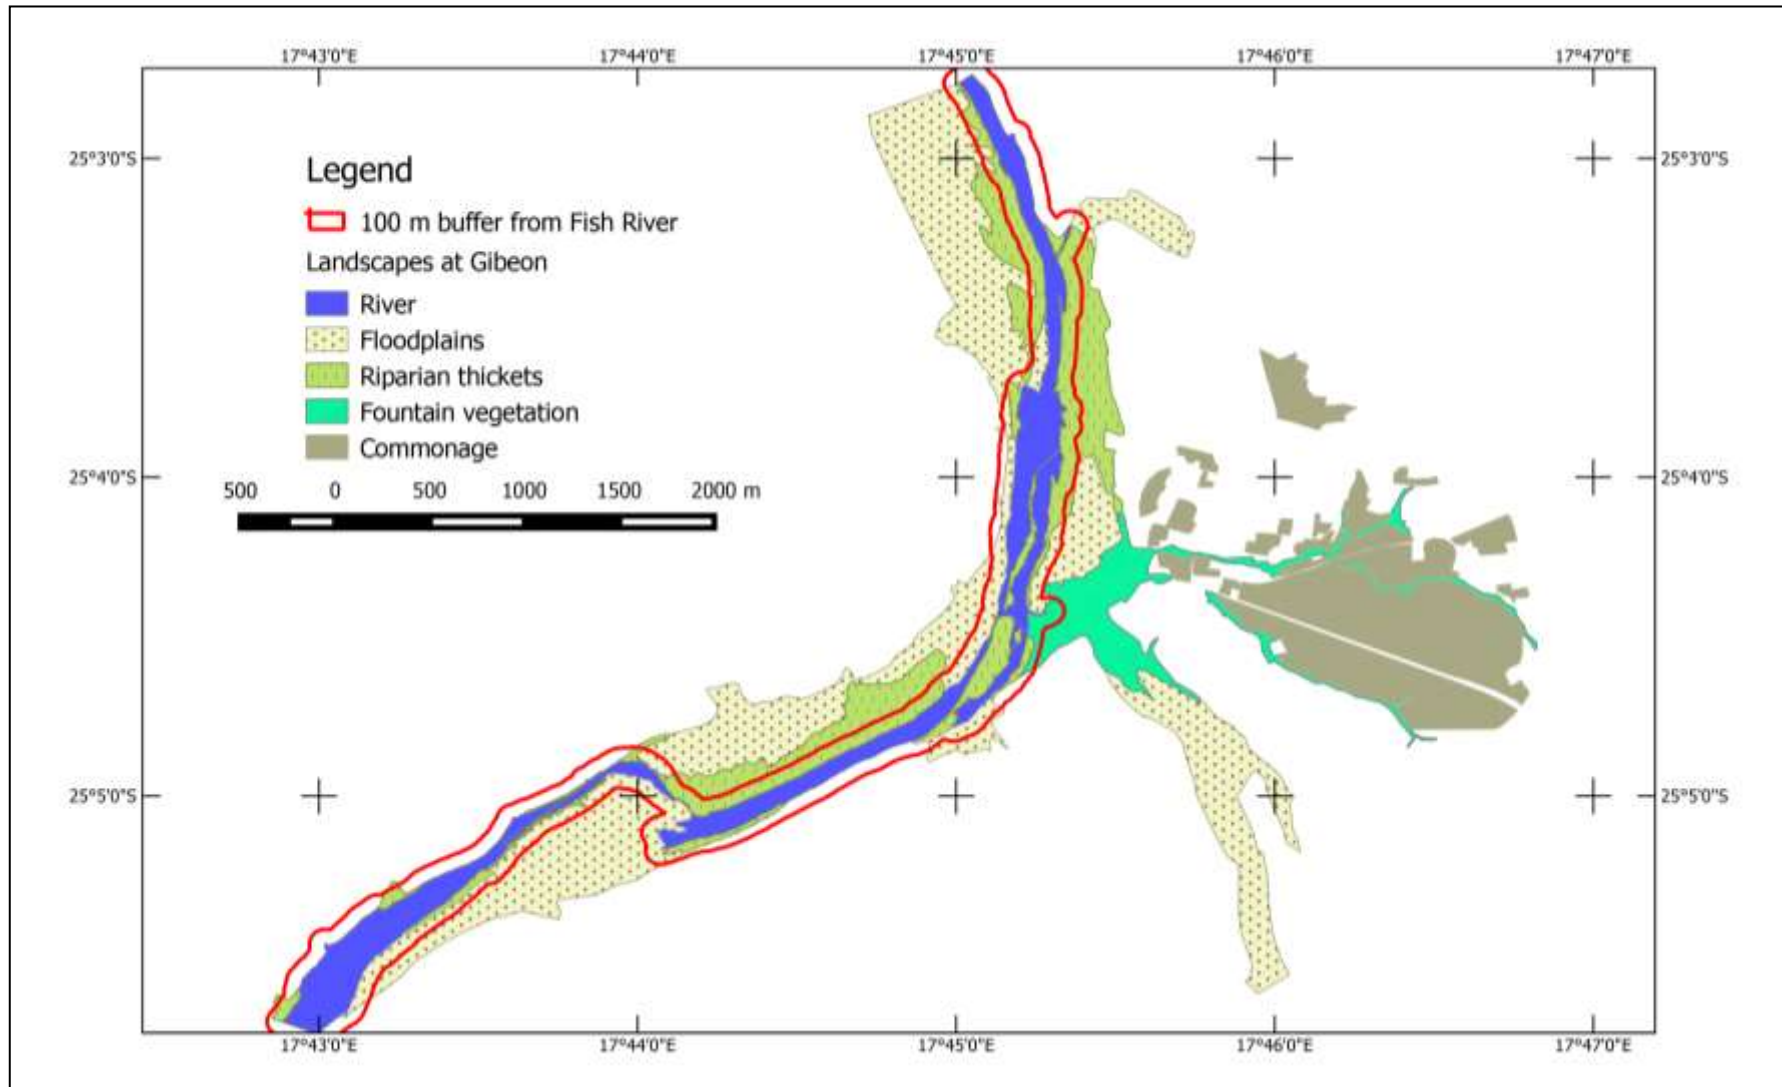 17°43'0"E 17°44'0"E 17°45'0"E 17°46'0"E 17°47'0"E
25°3'0"S 25°3'0"S
Legend
100 m buffer from Fish River
Landscapes at Gibeon
River
Floodplains
Riparian thickets
Fountain vegetation
Commonage
25°4'0"S 25°4'0"S
500 0 500 1000 1500 2000 m
25°5'0"S 25°5'0"S
17°43'0"E 17°44'0"E 17°45'0"E 17°46'0"E 17°47'0"E